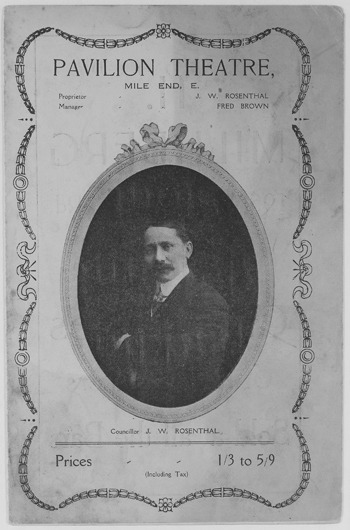 PAVILION THEATRE,
MILE END, E.
Proprietor - - J. W. ROSENTHAL
Manager - - FRED BROWN
Councillor J. W. ROSENTHAL.
Prices - - 1/3 to 5/9
(Including Tax)